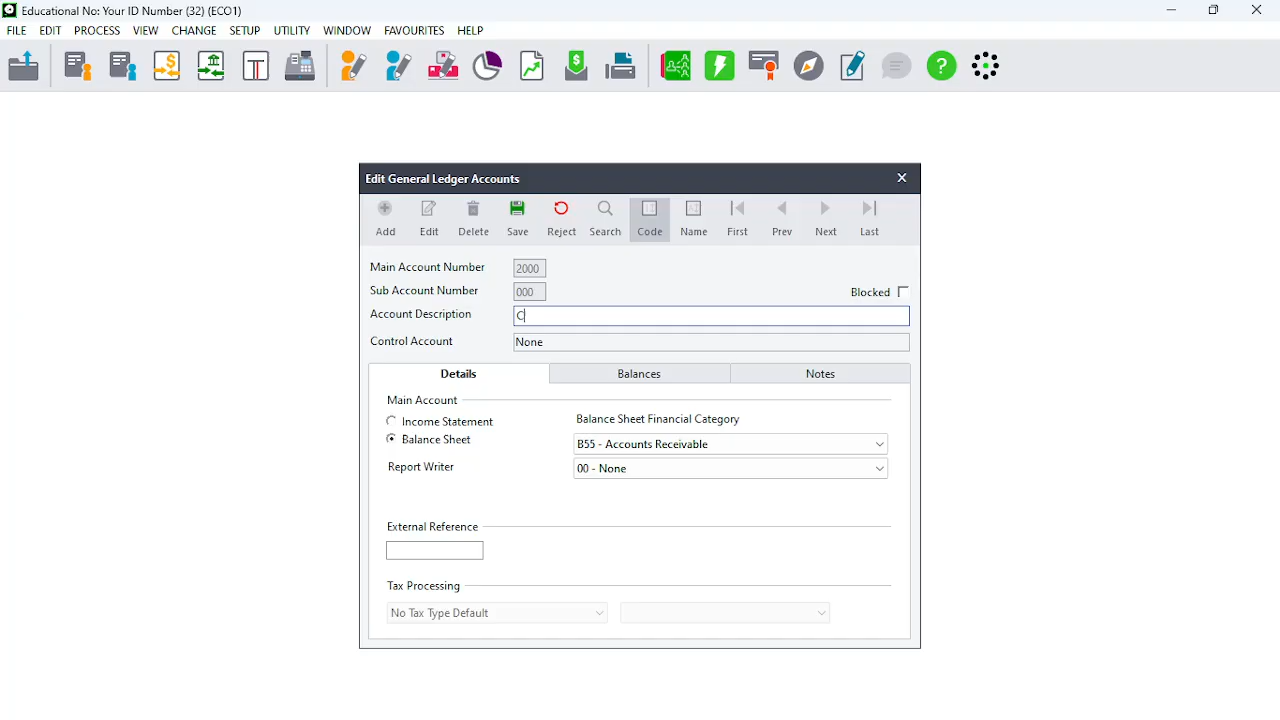 Educational No: Your ID Number (32) (ECO1)
FILE EDIT PROCESS VIEW CHANGE SETUP UTILITY WINDOW FAVOURITES HELP
Edit General Ledger Accounts
Add Edit Delete Save Reject Search Code Name First Prev Next Last
Main Account Number 2000
Sub Account Number 000 Blocked
Account Description C
Control Account None
Details Balances Notes
Main Account
Income Statement Balance Sheet Financial Category
Balance Sheet B55 - Accounts Receivable
Report Writer 00 - None
External Reference
Tax Processing
No Tax Type Default